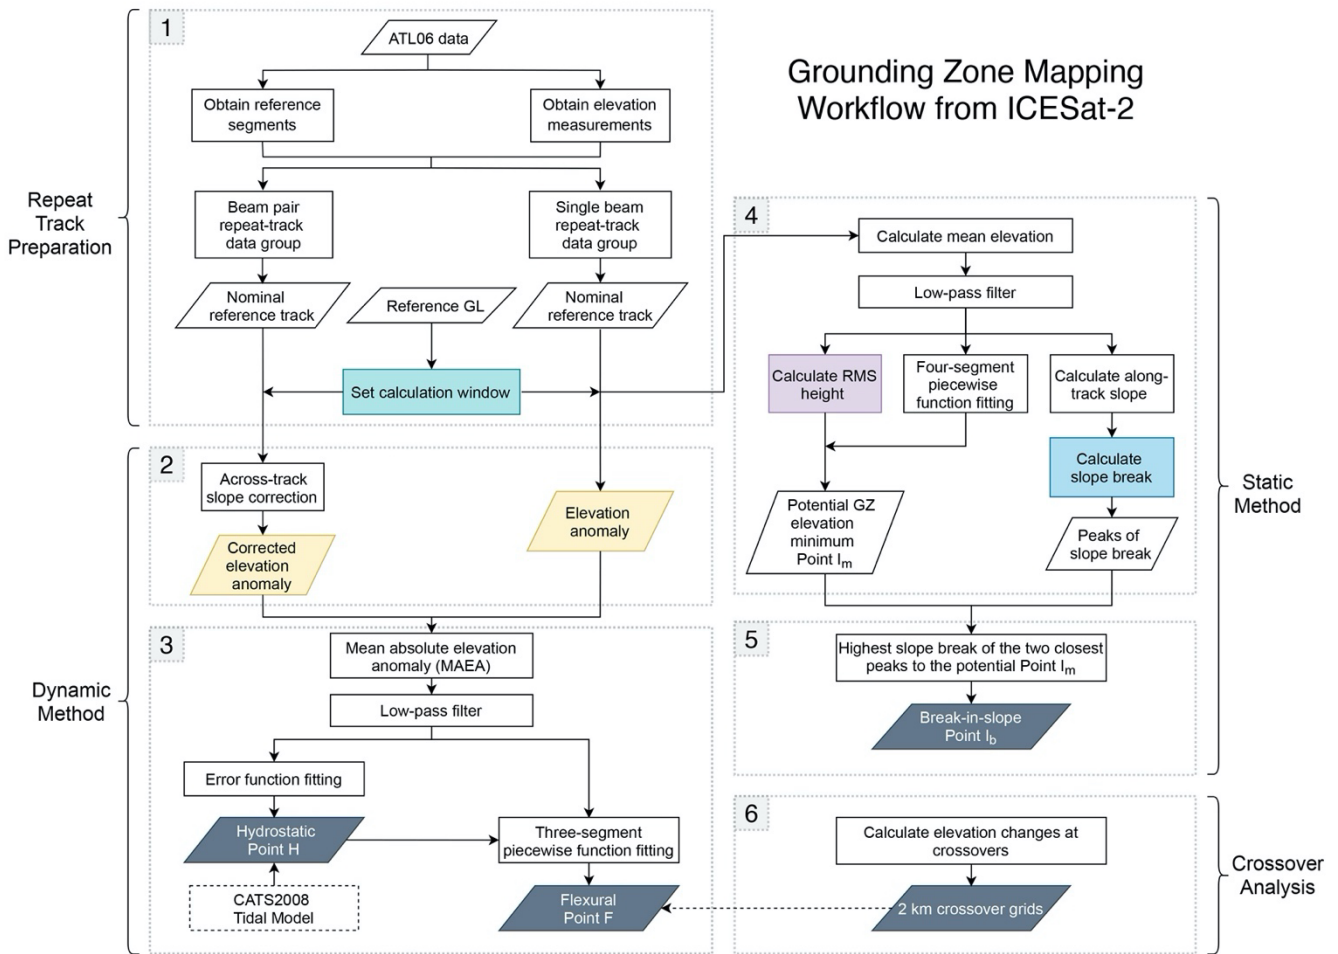 Grounding Zone Mapping
Workflow from ICESat-2
Repeat
Track
Preparation
1
ATL06 data
Obtain reference
segments
Obtain elevation
measurements
Beam pair
repeat-track
data group
Single beam
repeat-track
data group
Nominal
reference track
Reference GL
Nominal
reference track
Set calculation window
Dynamic
Method
2
Across-track
slope correction
Corrected
elevation
anomaly
Elevation
anomaly
3
Mean absolute elevation
anomaly (MAEA)
Low-pass filter
Error function fitting
Hydrostatic
Point H
Three-segment
piecewise function fitting
CATS2008
Tidal Model
Flexural
Point F
4
Calculate mean elevation
Low-pass filter
Calculate RMS
height
Four-segment
piecewise
function fitting
Calculate along-
track slope
Calculate
slope break
Potential GZ
elevation
minimum
Point Im
Peaks of
slope break
Static
Method
5
Highest slope break of the two closest
peaks to the potential Point Im
Break-in-slope
Point Ib
6
Calculate elevation changes at
crossovers
2 km crossover grids
Crossover
Analysis